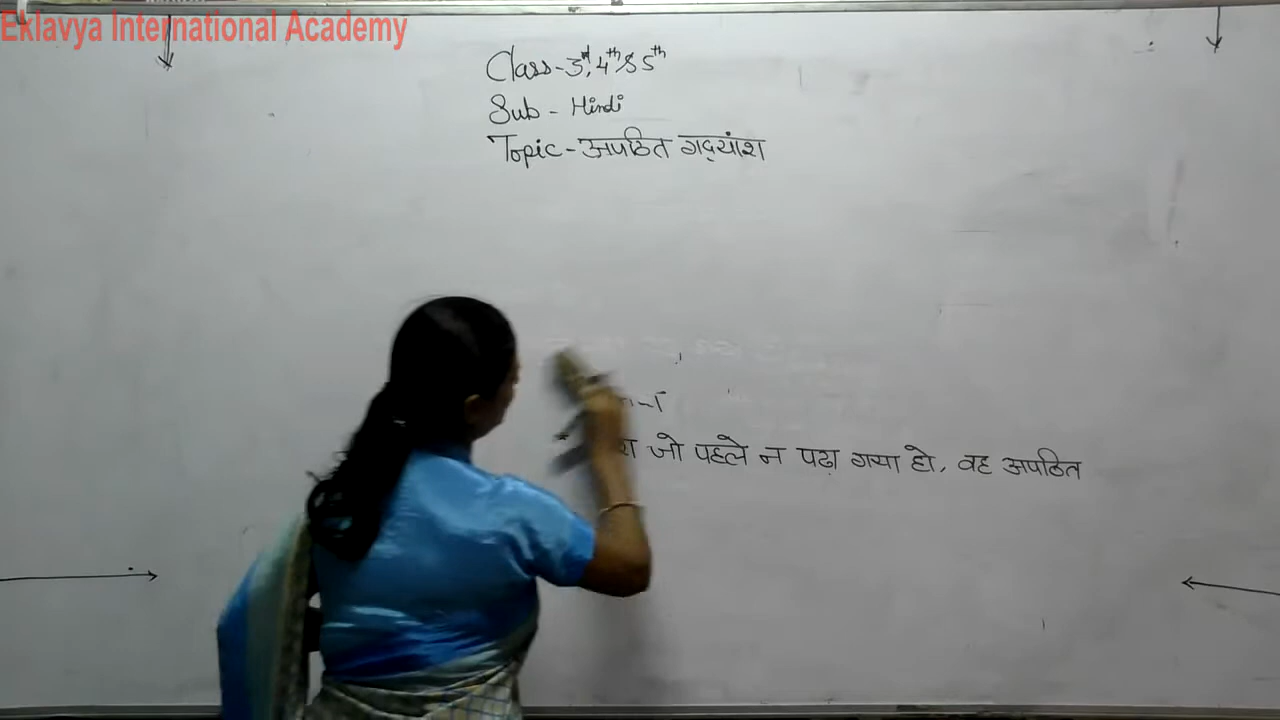 Eklavya International Academy
Class-3rd, 4th & 5th
Sub - Hindi
Topic - अपठित गद्यांश
जो पहले न पढ़ा गया हो, वह अपठित